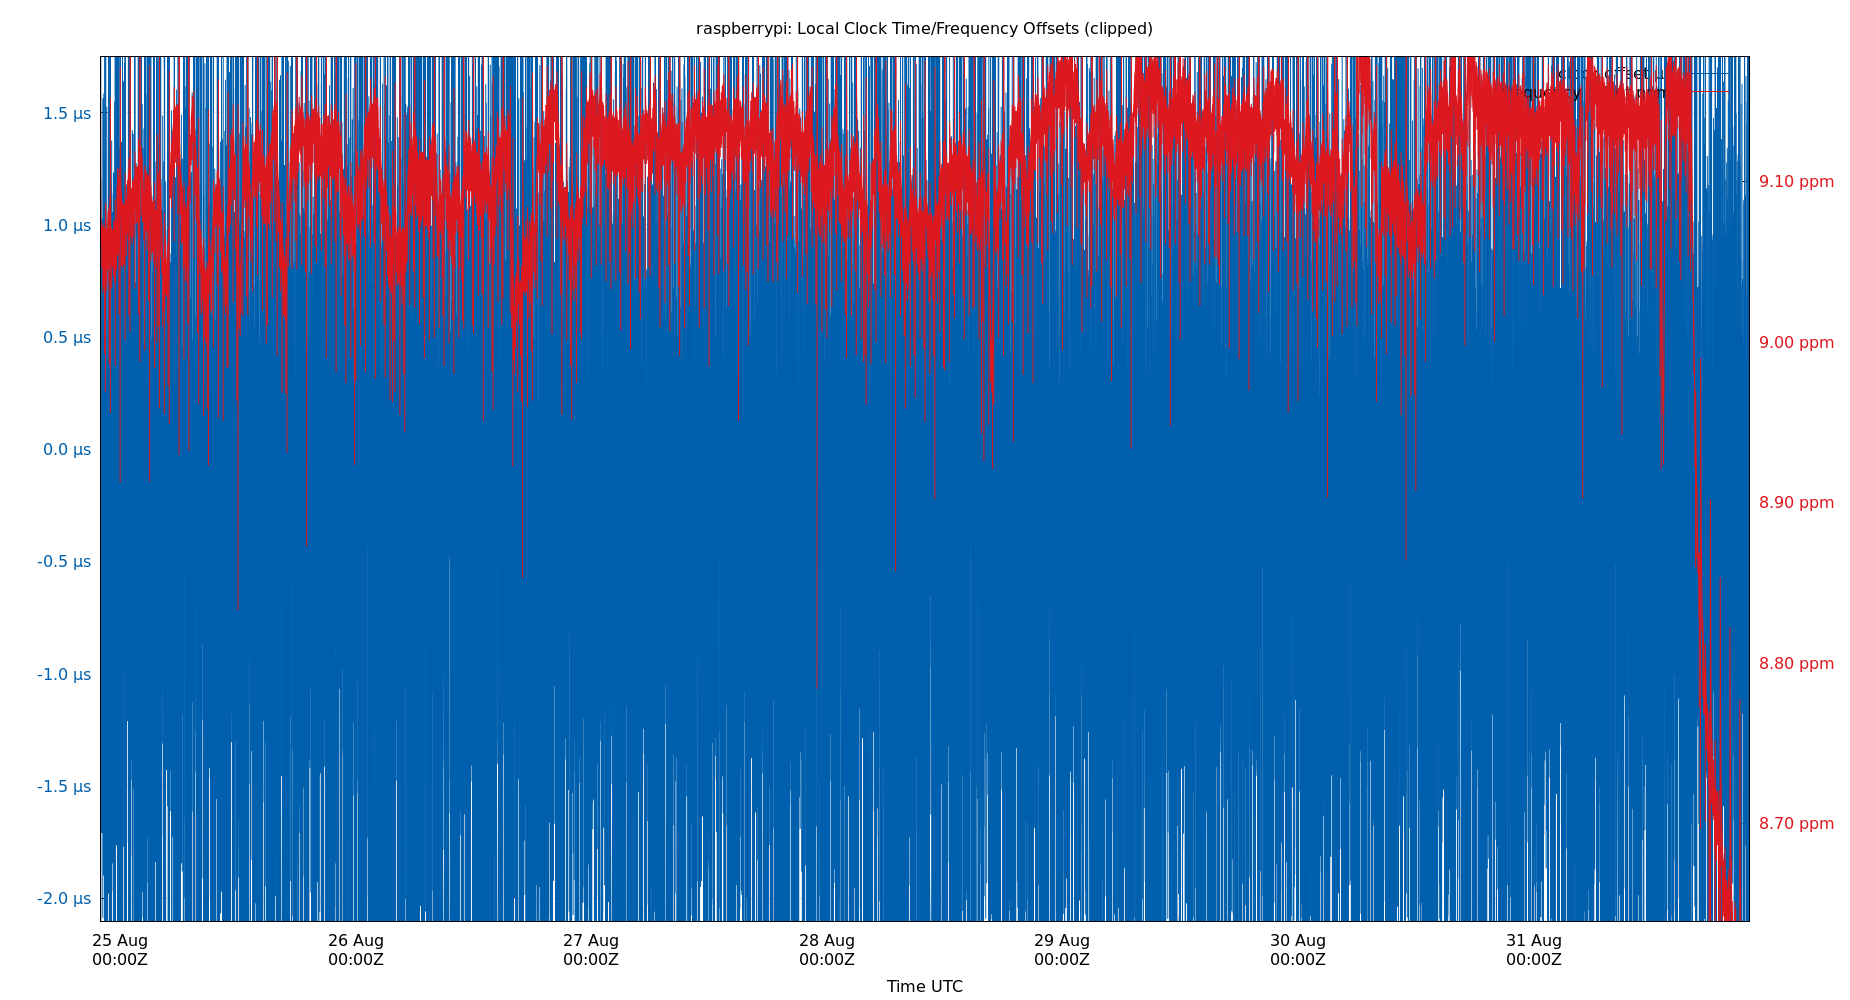 raspberrypi: Local Clock Time/Frequency Offsets (clipped)
clock offset
1.5 µs
1.0 µs
0.5 µs
0.0 µs
-0.5 µs
-1.0 µs
-1.5 µs
-2.0 µs
9.10 ppm
9.00 ppm
8.90 ppm
8.80 ppm
8.70 ppm
25 Aug 26 Aug 27 Aug 28 Aug 29 Aug 30 Aug 31 Aug
00:00Z 00:00Z 00:00Z 00:00Z 00:00Z 00:00Z 00:00Z
Time UTC